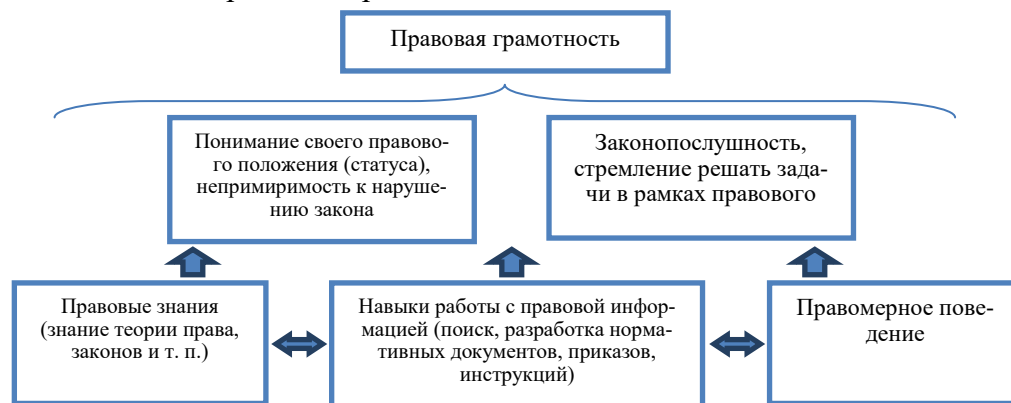 Правовая грамотность
Понимание своего правово-
го положения (статуса),
непримиримость к наруше-
нию закона
Законопослушность,
стремление решать зада-
чи в рамках правового
Правовые знания
(знание теории права,
законов и т. п.)
Навыки работы с правовой инфор-
мацией (поиск, разработка норма-
тивных документов, приказов,
инструкций)
Правомерное пове-
дение